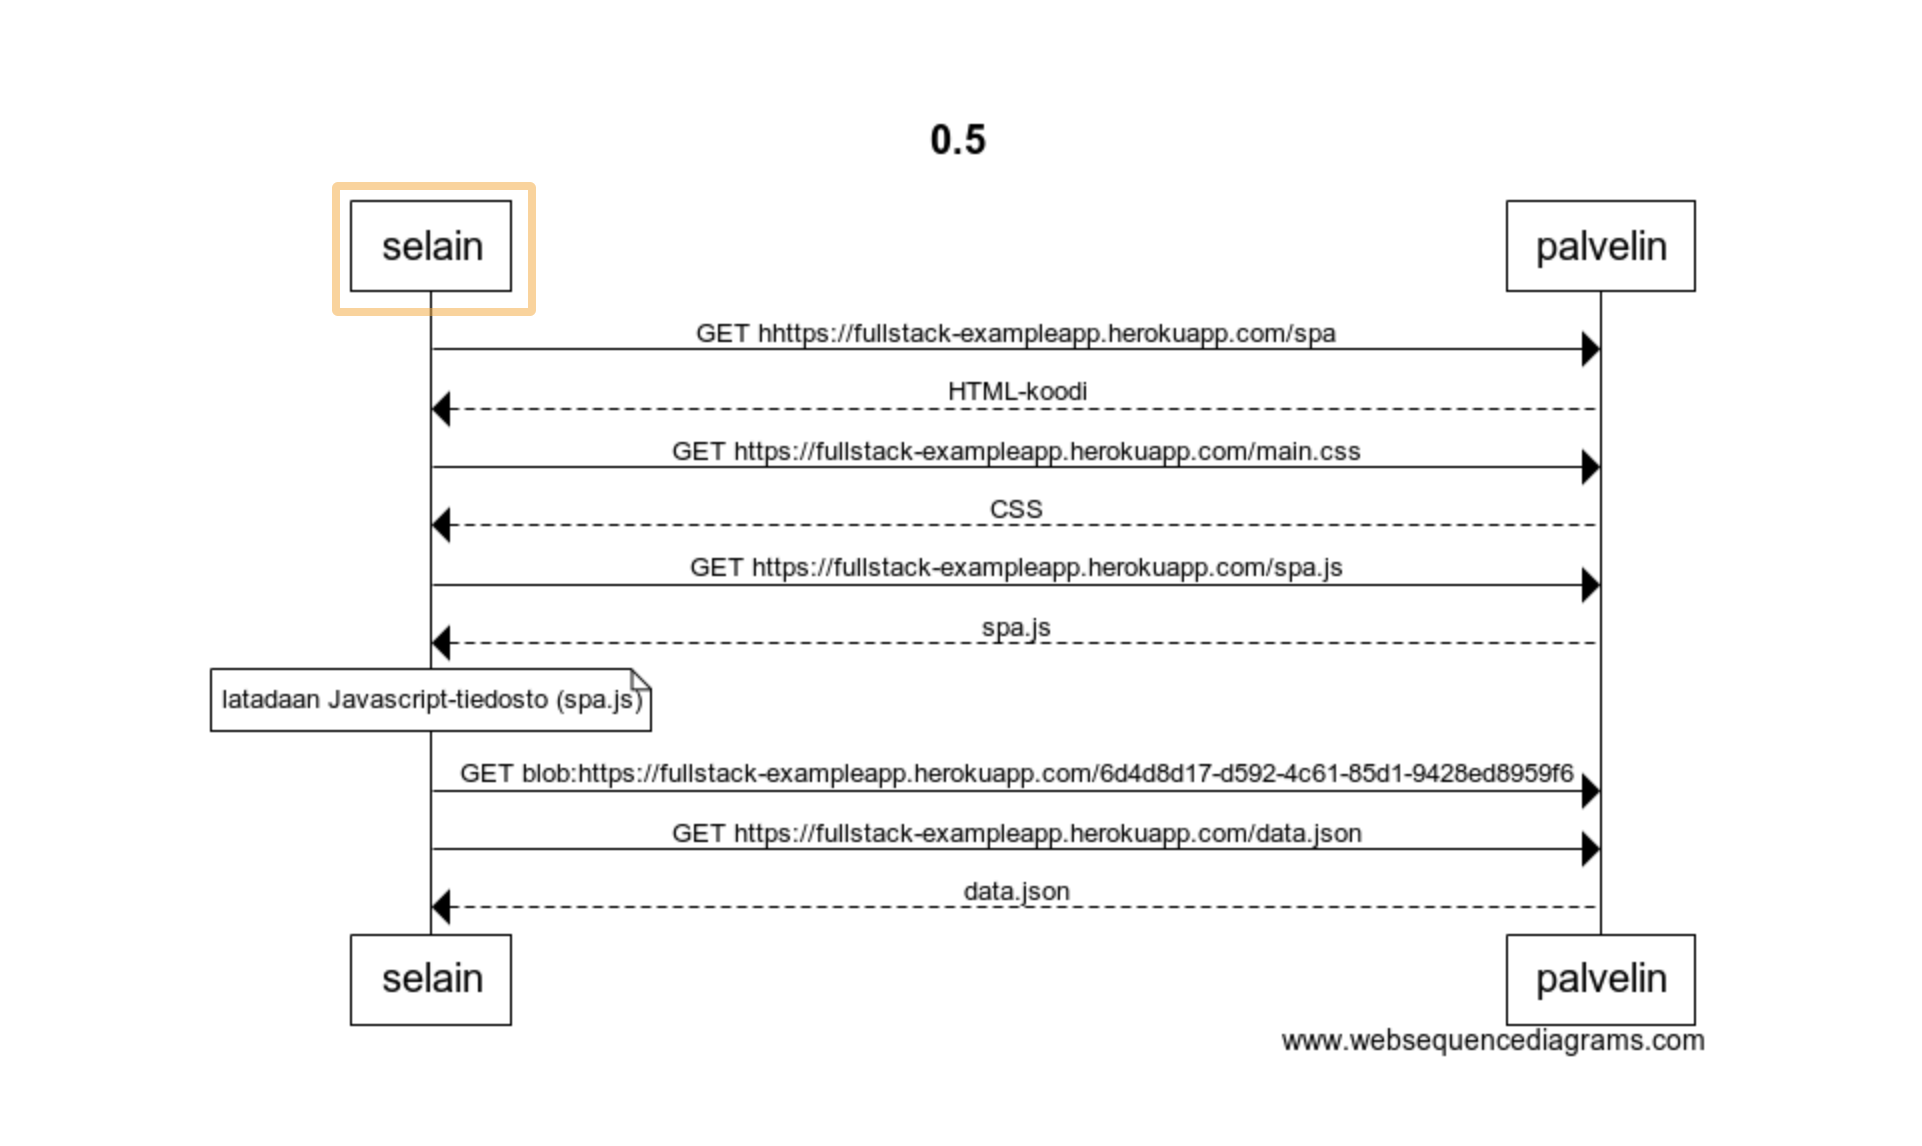 0.5
selain
palvelin
GET hhttps://fullstack-exampleapp.herokuapp.com/spa
HTML-koodi
GET https://fullstack-exampleapp.herokuapp.com/main.css
CSS
GET https://fullstack-exampleapp.herokuapp.com/spa.js
spa.js
latadaan Javascript-tiedosto (spa.js)
GET blob:https://fullstack-exampleapp.herokuapp.com/6d4d8d17-d592-4c61-85d1-9428ed8959f6
GET https://fullstack-exampleapp.herokuapp.com/data.json
data.json
selain
palvelin
www.websequencediagrams.com